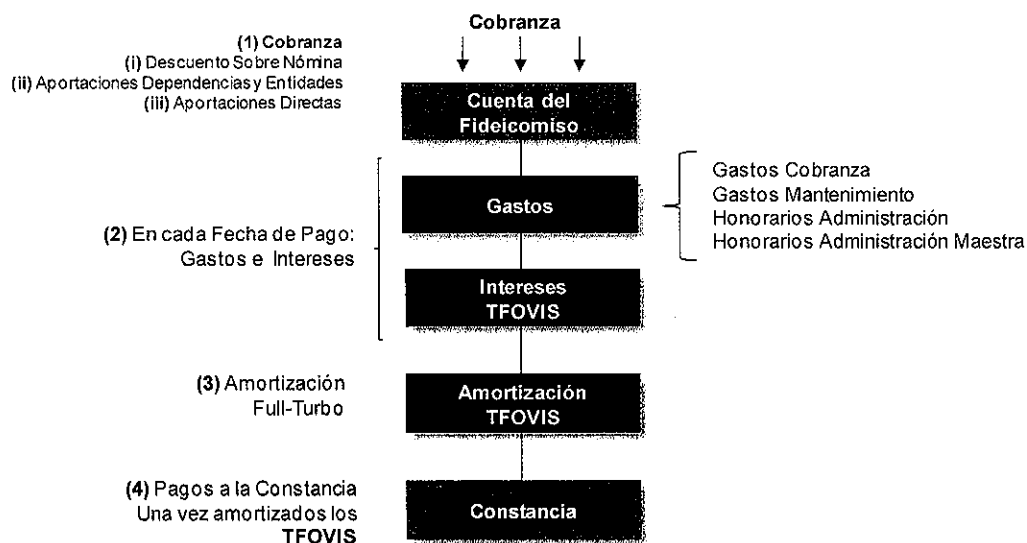 Cobranza
(1) Cobranza
(i) Descuento Sobre Nómina
(ii) Aportaciones Dependencias y Entidades
(iii) Aportaciones Directas
Cuenta del
Fideicomiso
Gastos
Gastos Cobranza
Gastos Mantenimiento
Honorarios Administración
Honorarios Administración Maestra
(2) En cada Fecha de Pago:
Gastos e Intereses
Intereses
TFOVIS
(3) Amortización
Full-Turbo
Amortización
TFOVIS
(4) Pagos a la Constancia
Una vez amortizados los
TFOVIS
Constancia